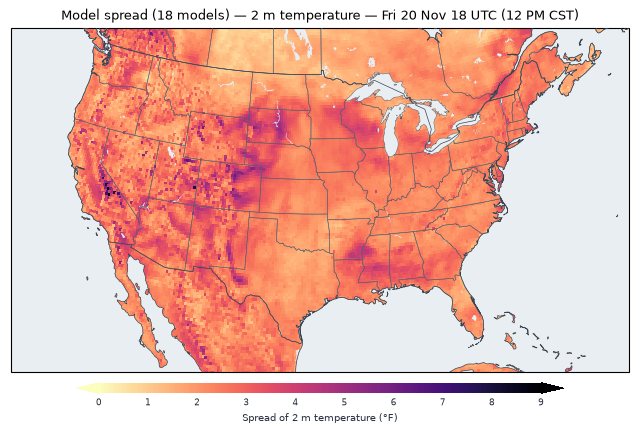 Model spread (18 models) — 2 m temperature — Fri 20 Nov 18 UTC (12 PM CST)
0 1 2 3 4 5 6 7 8 9
Spread of 2 m temperature (°F)